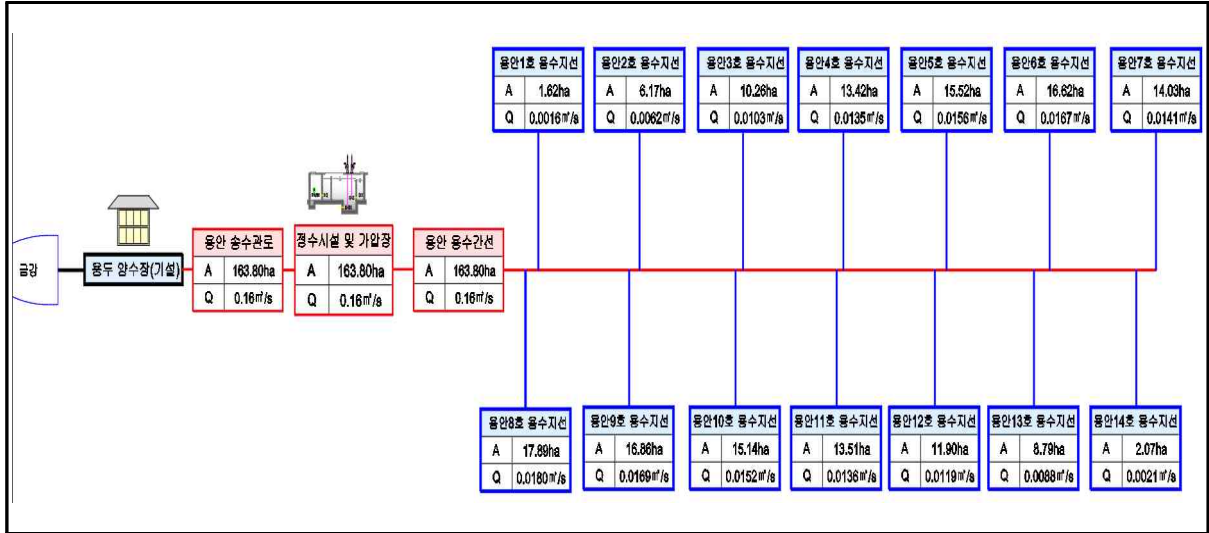 용안1호 용수지선
A 1.62ha
Q 0.0016㎥/s
용안2호 용수지선
A 6.17ha
Q 0.0062㎥/s
용안3호 용수지선
A 10.26ha
Q 0.0103㎥/s
용안4호 용수지선
A 13.42ha
Q 0.0135㎥/s
용안5호 용수지선
A 15.52ha
Q 0.0156㎥/s
용안6호 용수지선
A 16.62ha
Q 0.0167㎥/s
용안7호 용수지선
A 14.03ha
Q 0.0141㎥/s
금강
용두 양수장(기설)
용안 송수관로
A 163.80ha
Q 0.16㎥/s
정수시설 및 가압장
A 163.80ha
Q 0.16㎥/s
용안 용수간선
A 163.80ha
Q 0.16㎥/s
용안8호 용수지선
A 17.89ha
Q 0.0180㎥/s
용안9호 용수지선
A 16.86ha
Q 0.0169㎥/s
용안10호 용수지선
A 15.14ha
Q 0.0152㎥/s
용안11호 용수지선
A 13.51ha
Q 0.0136㎥/s
용안12호 용수지선
A 11.90ha
Q 0.0119㎥/s
용안13호 용수지선
A 8.79ha
Q 0.0088㎥/s
용안14호 용수지선
A 2.07ha
Q 0.0021㎥/s